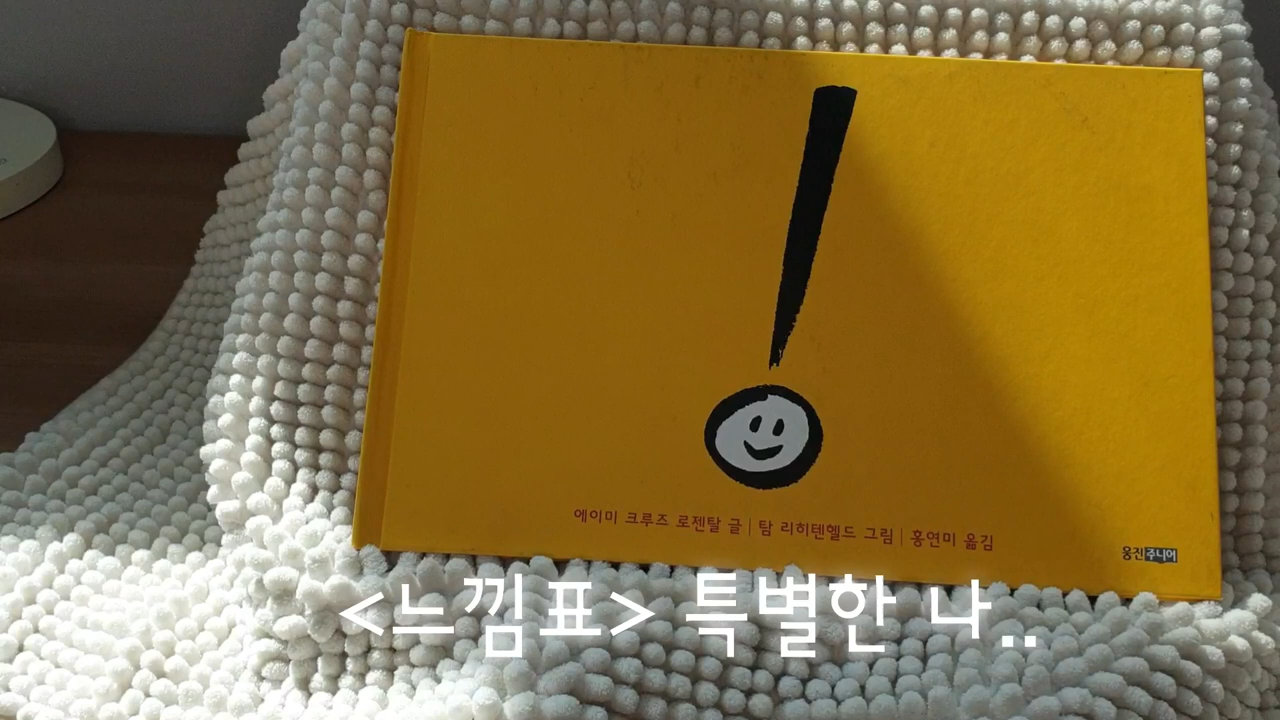 !
에이미 크루즈 로젠탈 글 | 탐 리히텐헬드 그림 | 홍연미 옮김
웅진주니어
<느낌표> 특별한 나..